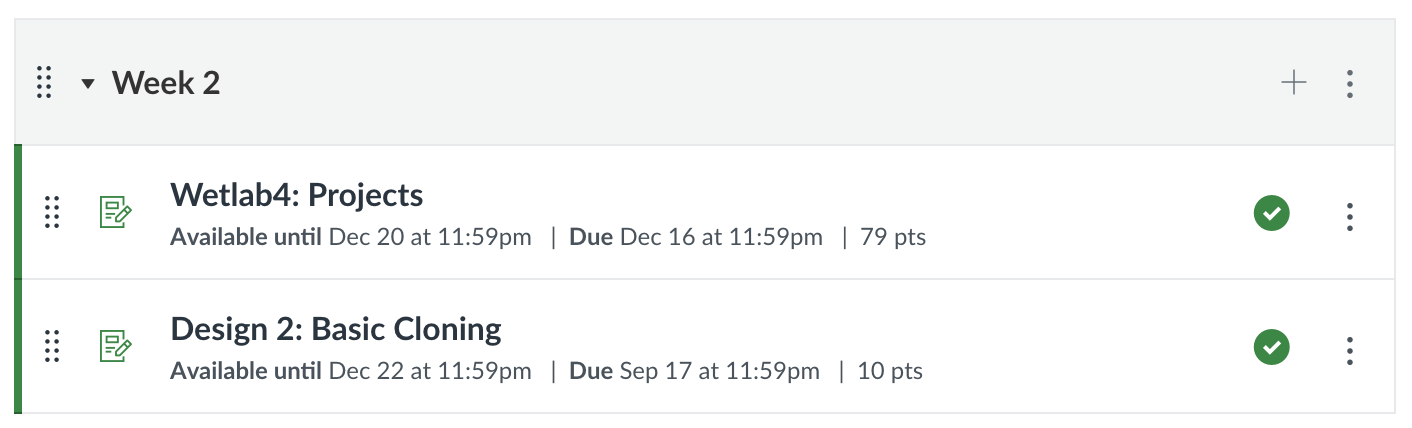 Week 2
Wetlab4: Projects
Available until Dec 20 at 11:59pm | Due Dec 16 at 11:59pm | 79 pts
Design 2: Basic Cloning
Available until Dec 22 at 11:59pm | Due Sep 17 at 11:59pm | 10 pts